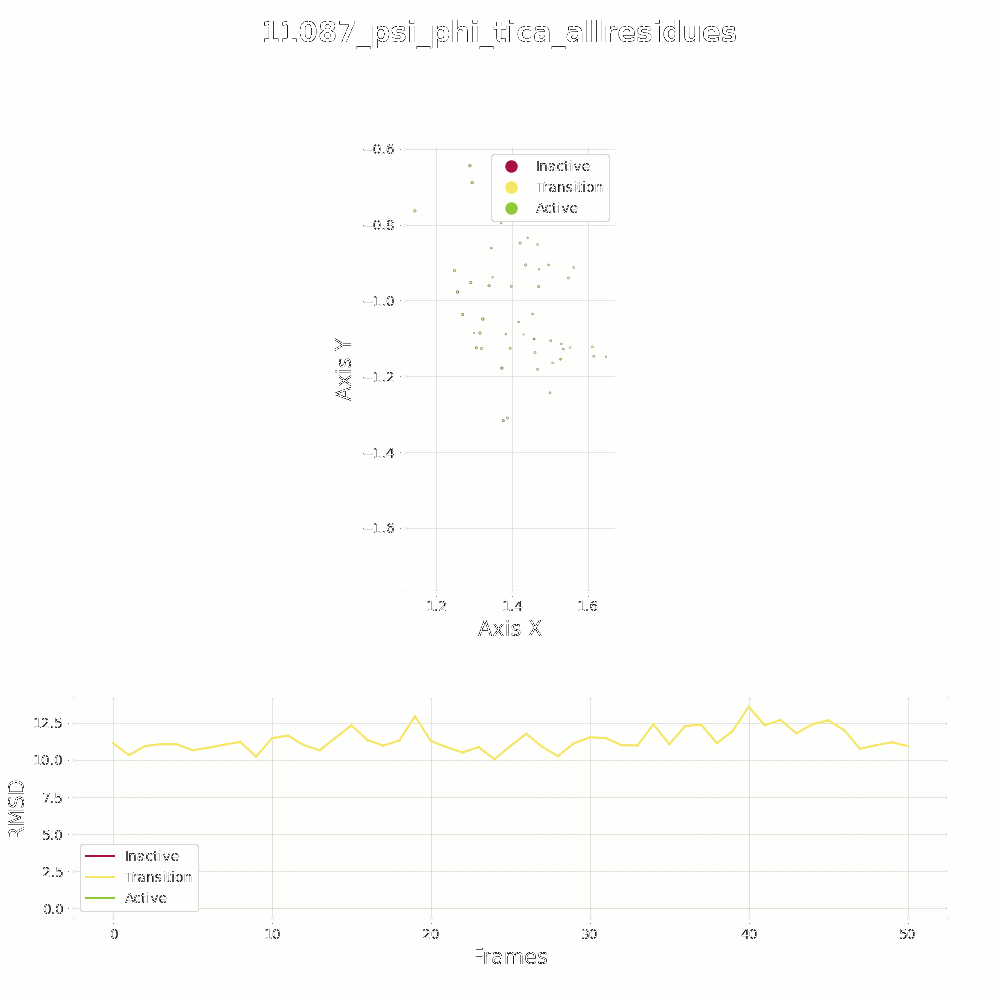 11087_psi_phi_tica_allresidues
−0.6
−0.8
−1.0
−1.2
−1.4
−1.6
Axis Y
Inactive
Transition
Active
1.2 1.4 1.6
Axis X
12.5
10.0
7.5
5.0
2.5
0.0
RMSD
Inactive
Transition
Active
0 10 20 30 40 50
Frames